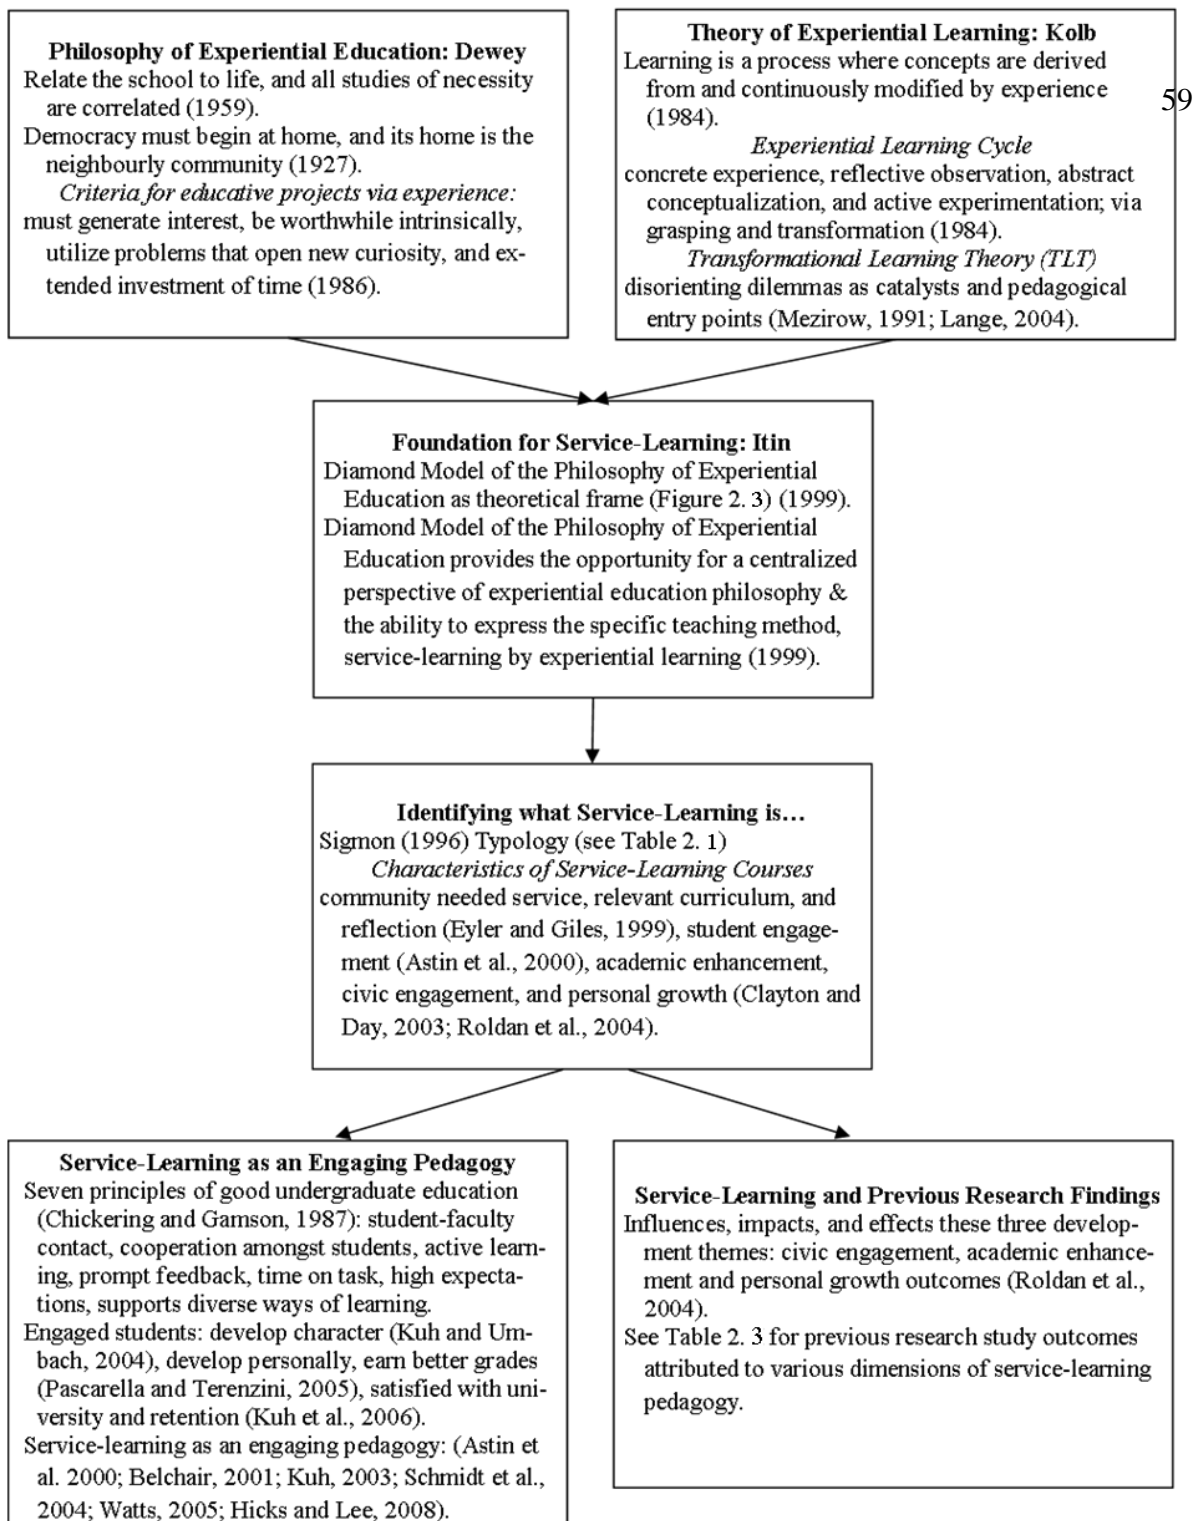 Philosophy of Experiential Education: Dewey
Relate the school to life, and all studies of necessity
are correlated (1959).
Democracy must begin at home, and its home is the
neighbourly community (1927).
Criteria for educative projects via experience:
must generate interest, be worthwhile intrinsically,
utilize problems that open new curiosity, and ex-
tended investment of time (1986).
Theory of Experiential Learning: Kolb
Learning is a process where concepts are derived
from and continuously modified by experience
(1984).
Experiential Learning Cycle
concrete experience, reflective observation, abstract
conceptualization, and active experimentation; via
grasping and transformation (1984).
Transformational Learning Theory (TLT)
disorienting dilemmas as catalysts and pedagogical
entry points (Mezirow, 1991; Lange, 2004).
59
Foundation for Service-Learning: Itin
Diamond Model of the Philosophy of Experiential
Education as theoretical frame (Figure 2. 3) (1999).
Diamond Model of the Philosophy of Experiential
Education provides the opportunity for a centralized
perspective of experiential education philosophy &
the ability to express the specific teaching method,
service-learning by experiential learning (1999).
Identifying what Service-Learning is...
Sigmon (1996) Typology (see Table 2. 1)
Characteristics of Service-Learning Courses
community needed service, relevant curriculum, and
reflection (Eyler and Giles, 1999), student engage-
ment (Astin et al., 2000), academic enhancement,
civic engagement, and personal growth (Clayton and
Day, 2003; Roldan et al., 2004).
Service-Learning as an Engaging Pedagogy
Seven principles of good undergraduate education
(Chickering and Gamson, 1987): student-faculty
contact, cooperation amongst students, active learn-
ing, prompt feedback, time on task, high expecta-
tions, supports diverse ways of learning.
Engaged students: develop character (Kuh and Um-
bach, 2004), develop personally, earn better grades
(Pascarella and Terenzini, 2005), satisfied with uni-
versity and retention (Kuh et al., 2006).
Service-learning as an engaging pedagogy: (Astin et
al. 2000; Belchair, 2001; Kuh, 2003; Schmidt et al.,
2004; Watts, 2005; Hicks and Lee, 2008).
Service-Learning and Previous Research Findings
Influences, impacts, and effects these three develop-
ment themes: civic engagement, academic enhance-
ment and personal growth outcomes (Roldan et al.,
2004).
See Table 2. 3 for previous research study outcomes
attributed to various dimensions of service-learning
pedagogy.